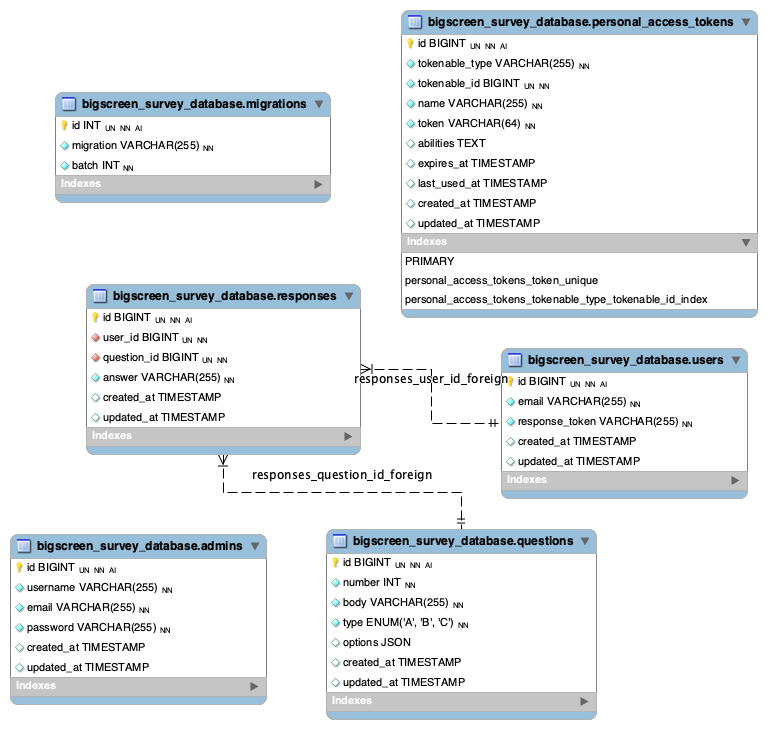 bigscreen_survey_database.personal_access_tokens
id BIGINT UN NN AI
tokenable_type VARCHAR(255) NN
tokenable_id BIGINT UN NN
name VARCHAR(255) NN
token VARCHAR(64) NN
abilities TEXT
expires_at TIMESTAMP
last_used_at TIMESTAMP
created_at TIMESTAMP
updated_at TIMESTAMP
Indexes
PRIMARY
personal_access_tokens_token_unique
personal_access_tokens_tokenable_type_tokenable_id_index
bigscreen_survey_database.migrations
id INT UN NN AI
migration VARCHAR(255) NN
batch INT NN
Indexes
bigscreen_survey_database.responses
id BIGINT UN NN AI
user_id BIGINT UN NN
question_id BIGINT UN NN
answer VARCHAR(255) NN
created_at TIMESTAMP
updated_at TIMESTAMP
Indexes
responses_user_id_foreign
bigscreen_survey_database.users
id BIGINT UN NN AI
email VARCHAR(255) NN
response_token VARCHAR(255) NN
created_at TIMESTAMP
updated_at TIMESTAMP
Indexes
responses_question_id_foreign
bigscreen_survey_database.admins
id BIGINT UN NN AI
username VARCHAR(255) NN
email VARCHAR(255) NN
password VARCHAR(255) NN
created_at TIMESTAMP
updated_at TIMESTAMP
Indexes
bigscreen_survey_database.questions
id BIGINT UN NN AI
number INT NN
body VARCHAR(255) NN
type ENUM('A', 'B', 'C') NN
options JSON
created_at TIMESTAMP
updated_at TIMESTAMP
Indexes